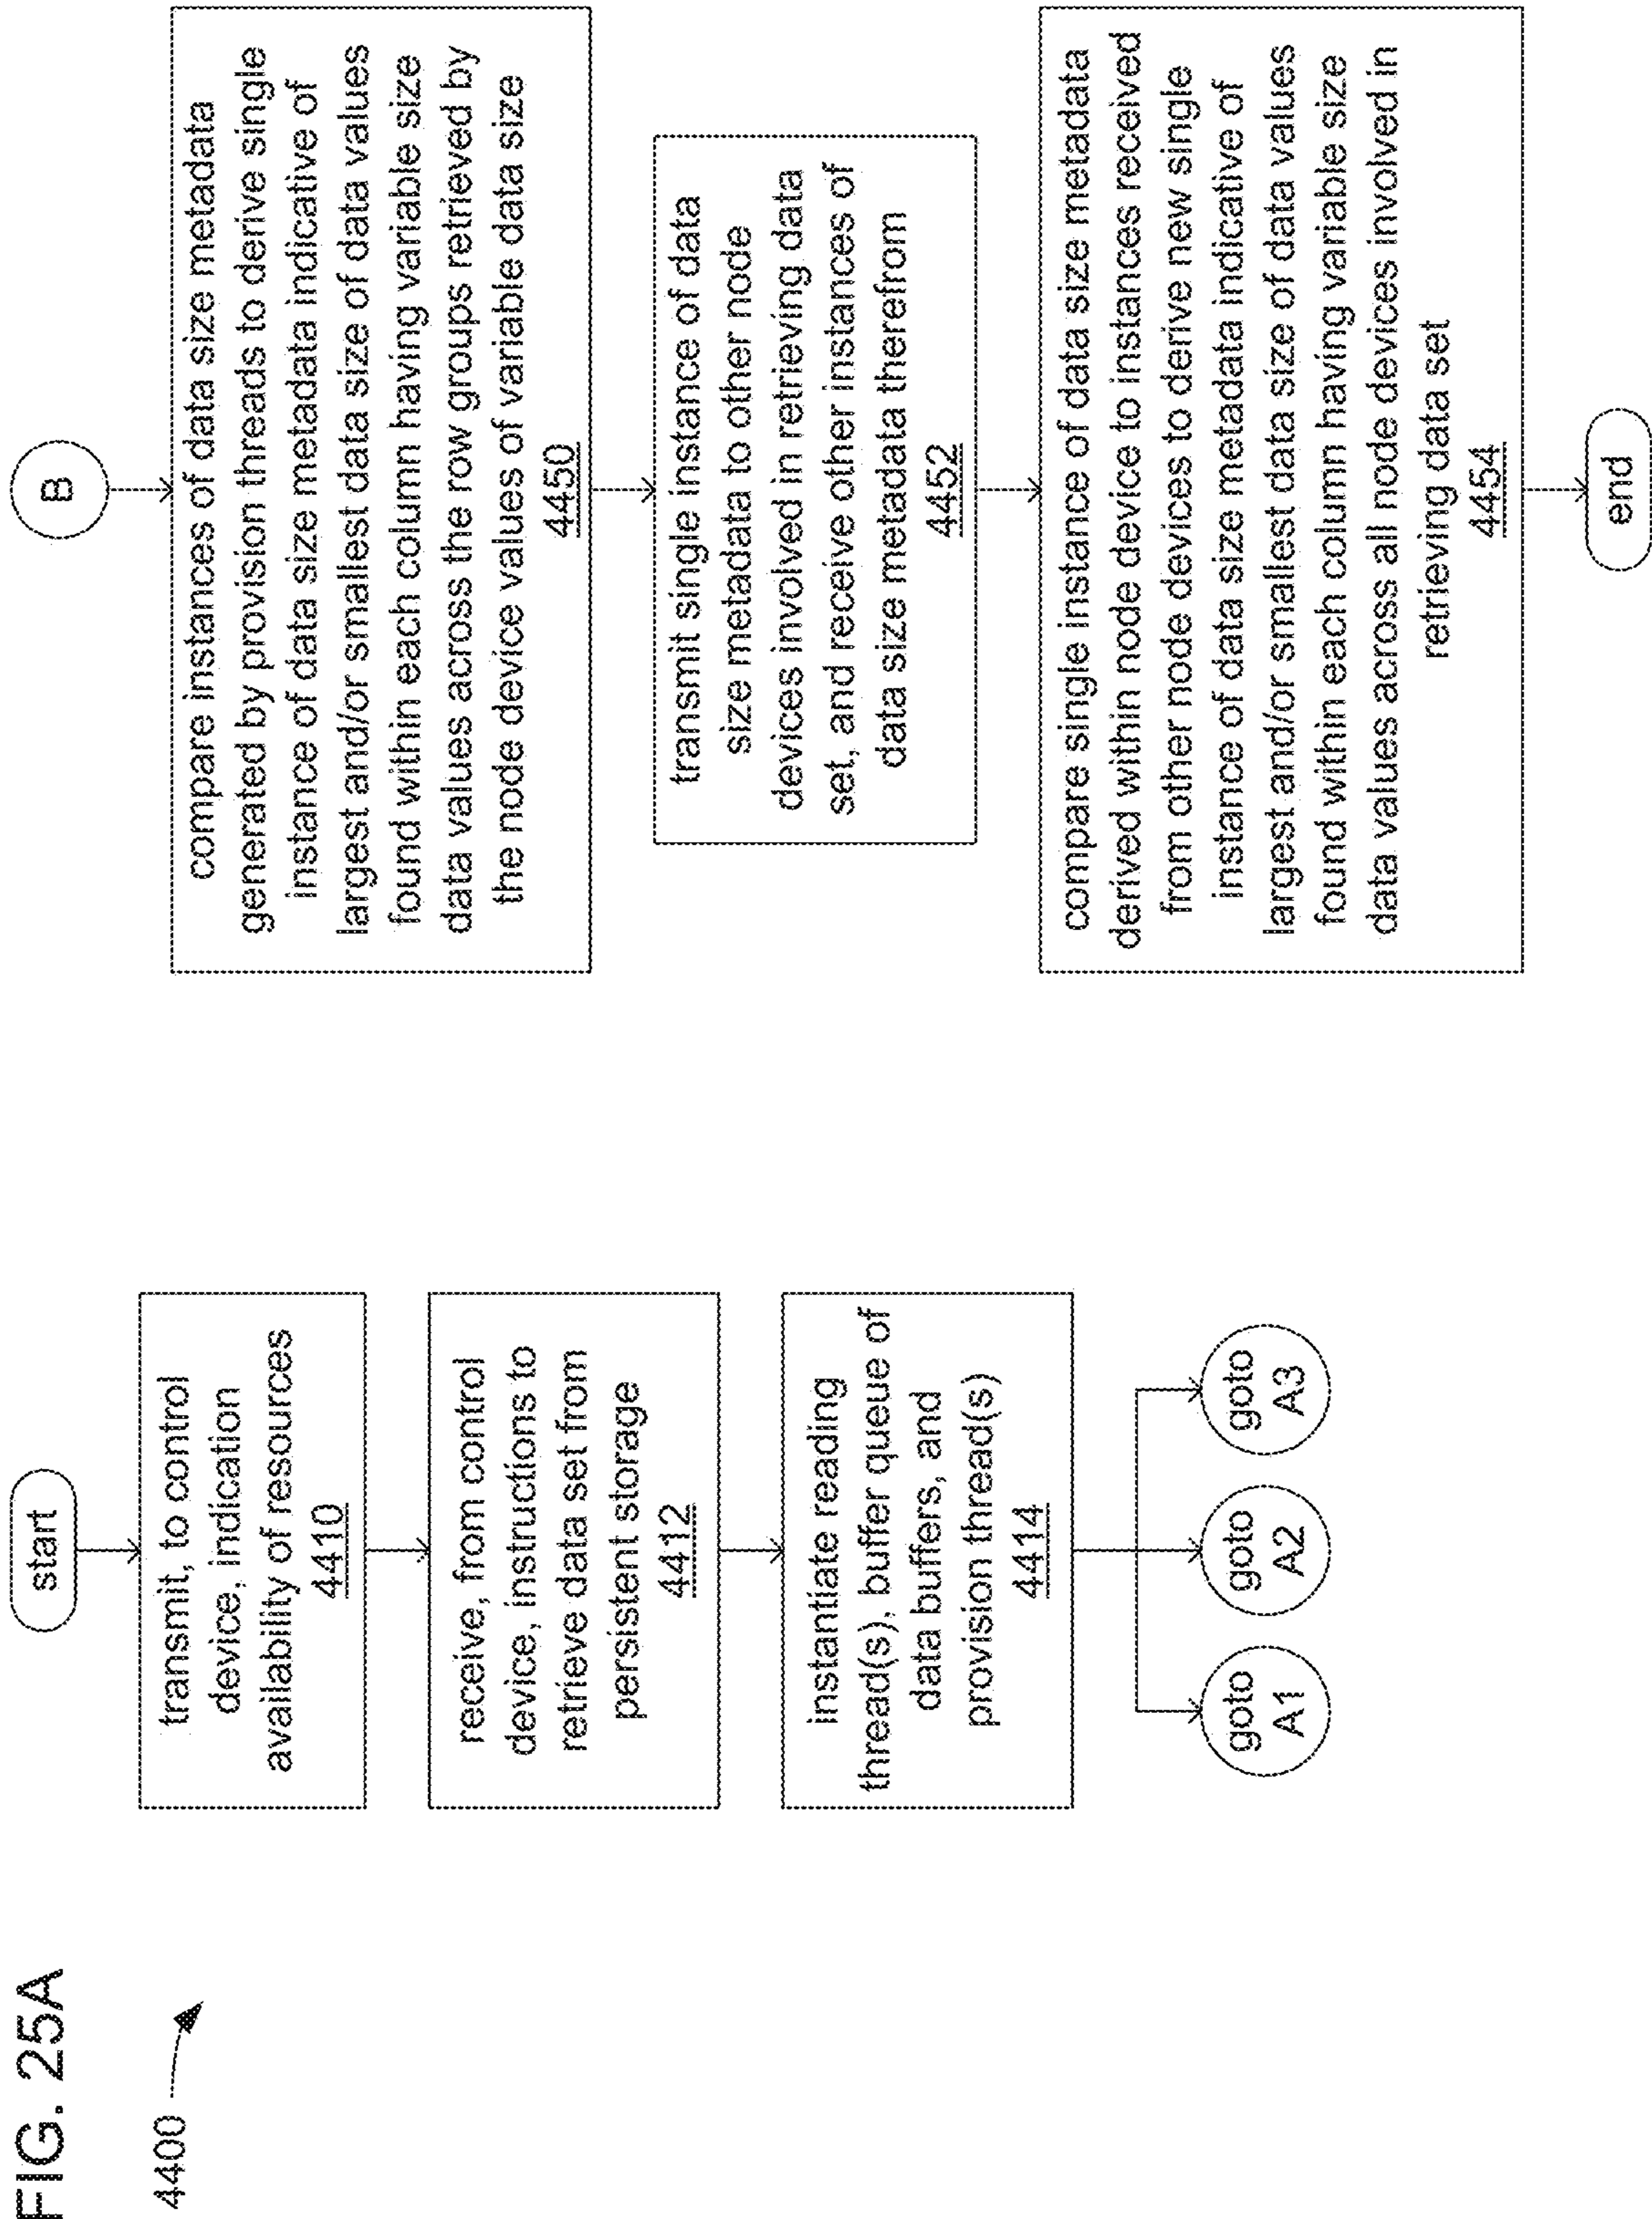 FIG. 25A
4400
start
transmit, to control
device, indication
availability of resources
4410
receive, from control
device, instructions to
retrieve data set from
persistent storage
4412
instantiate reading
thread(s), buffer queue of
data buffers, and
provision thread(s)
4414
goto
A1
goto
A2
goto
A3
B
compare instances of data size metadata
generated by provision threads to derive single
instance of data size metadata indicative of
largest and/or smallest data size of data values
found within each column having variable size
data values across the row groups retrieved by
the node device values of variable data size
4450
transmit single instance of data
size metadata to other node
devices involved in retrieving data
set, and receive other instances of
data size metadata therefrom
4452
compare single instance of data size metadata
derived within node device to instances received
from other node devices to derive new single
instance of data size metadata indicative of
largest and/or smallest data size of data values
found within each column having variable size
data values across all node devices involved in
retrieving data set
4454
end